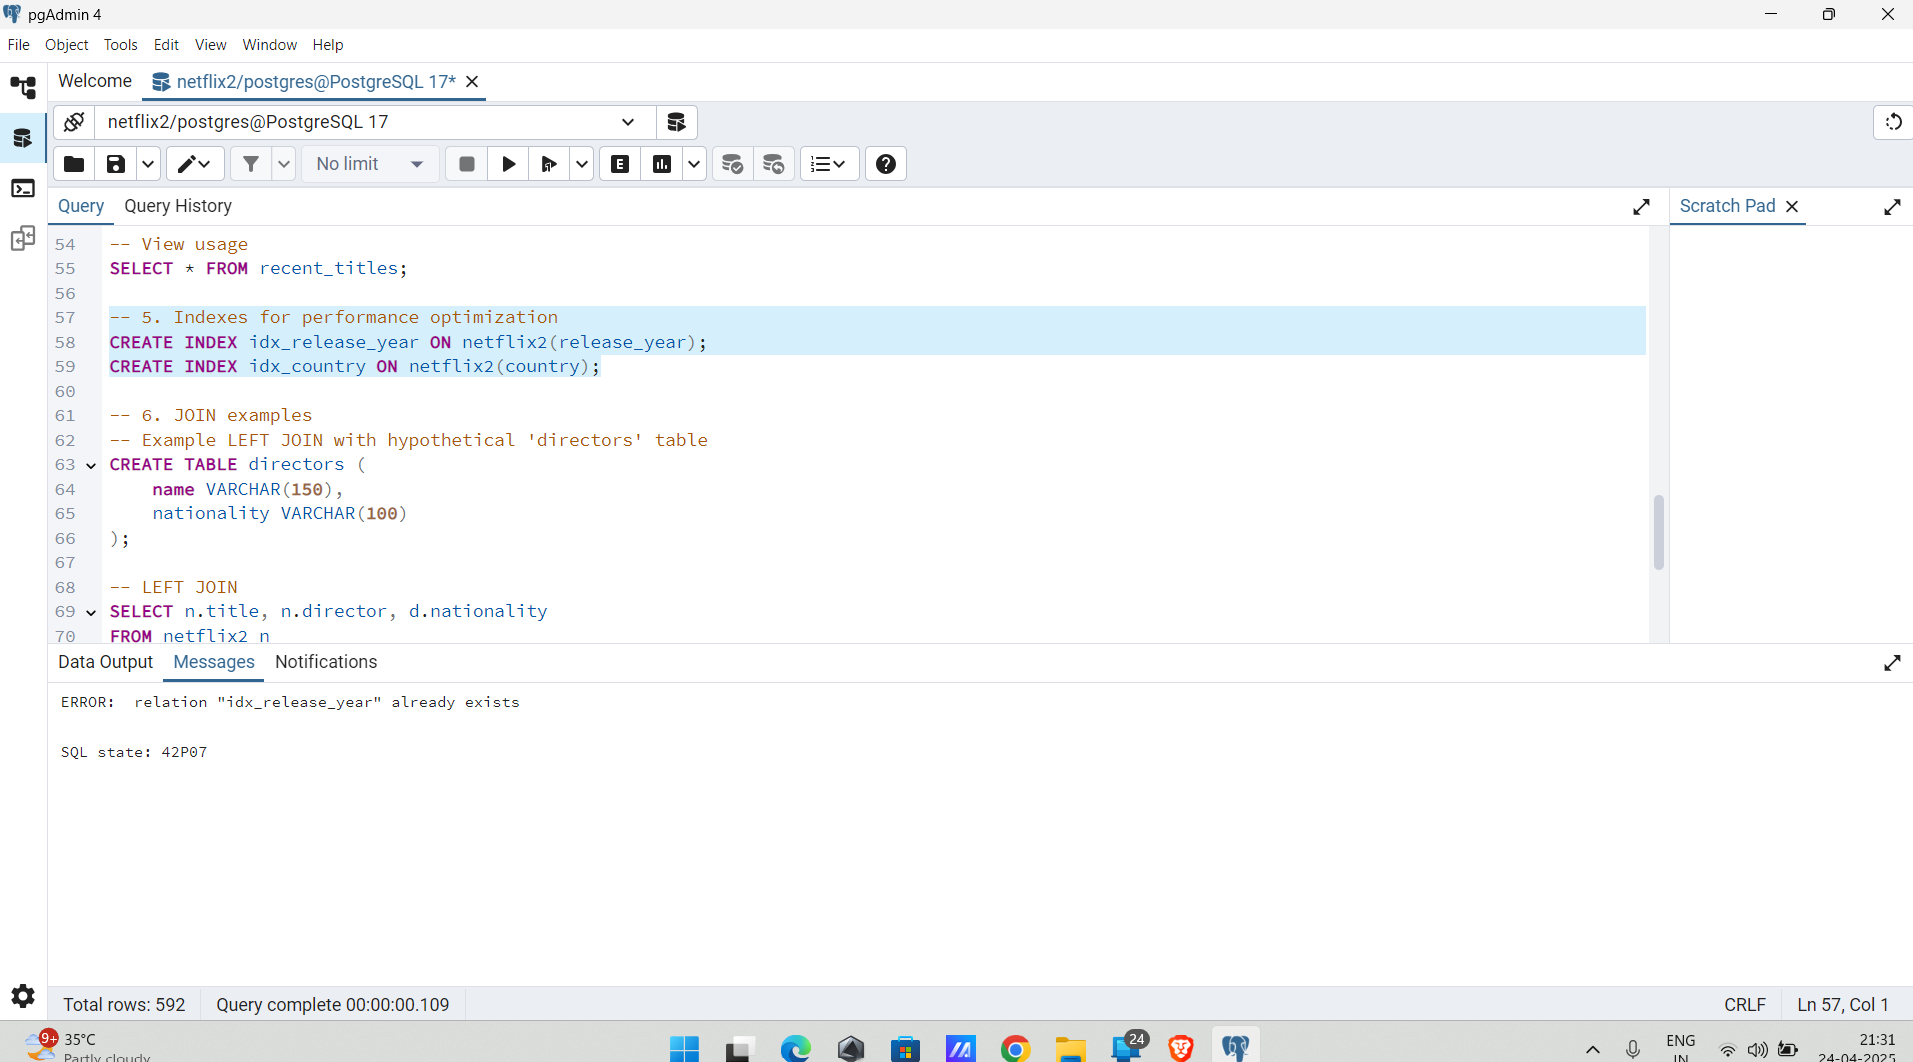 pgAdmin 4
File Object Tools Edit View Window Help
Welcome netflix2/postgres@PostgreSQL 17*
netflix2/postgres@PostgreSQL 17
No limit
E
Query Query History
Scratch Pad
54 -- View usage
55 SELECT * FROM recent_titles;
56
57 -- 5. Indexes for performance optimization
58 CREATE INDEX idx_release_year ON netflix2(release_year);
59 CREATE INDEX idx_country ON netflix2(country);
60
61 -- 6. JOIN examples
62 -- Example LEFT JOIN with hypothetical 'directors' table
63 CREATE TABLE directors (
64 name VARCHAR(150),
65 nationality VARCHAR(100)
66 );
67
68 -- LEFT JOIN
69 SELECT n.title, n.director, d.nationality
70 FROM netflix2 n
Data Output Messages Notifications
ERROR: relation "idx_release_year" already exists
SQL state: 42P07
Total rows: 592 Query complete 00:00:00.109
CRLF Ln 57, Col 1
9+ 35°C
Partly cloudy
24
ENG
IN
21:31
24-04-2025